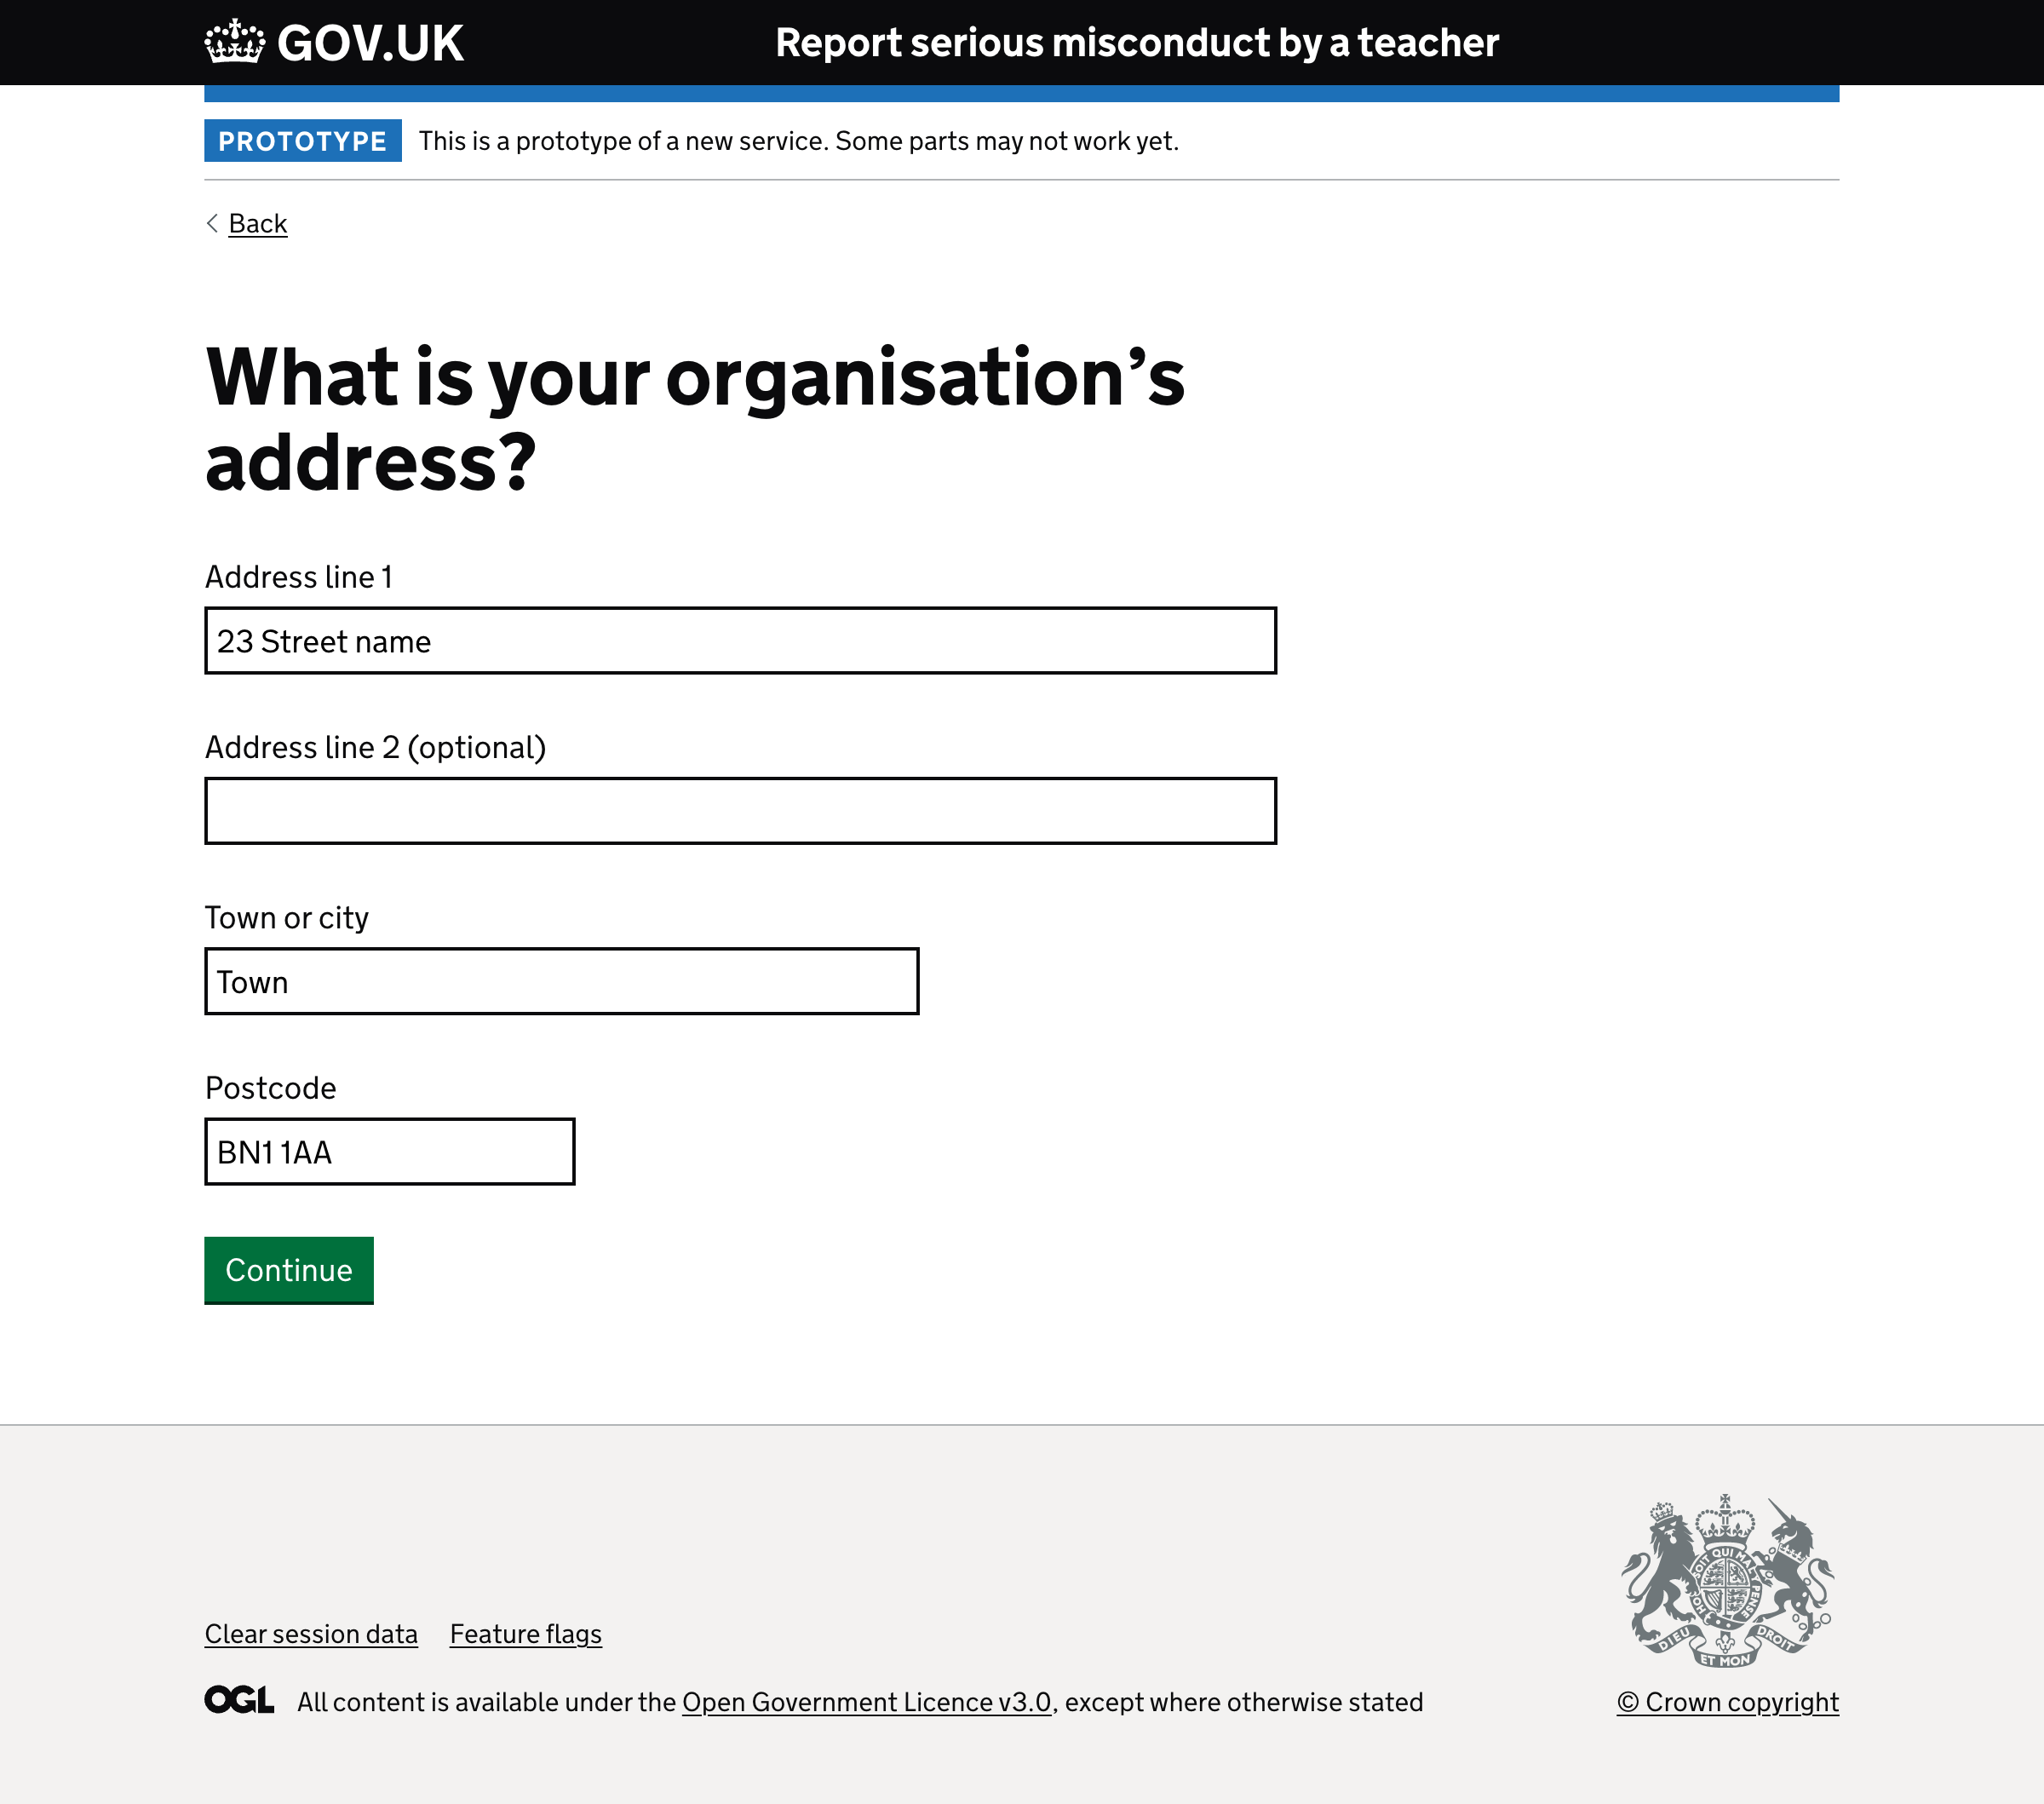 GOV.UK
Report serious misconduct by a teacher
PROTOTYPE This is a prototype of a new service. Some parts may not work yet.
Back
What is your organisation’s
address?
Address line 1
23 Street name
Address line 2 (optional)
Town or city
Town
Postcode
BN1 1AA
Continue
SOIT QUI MAL
HON
PENSE
DIEU ET MON DROIT
Clear session data Feature flags
OGL All content is available under the Open Government Licence v3.0, except where otherwise stated
© Crown copyright